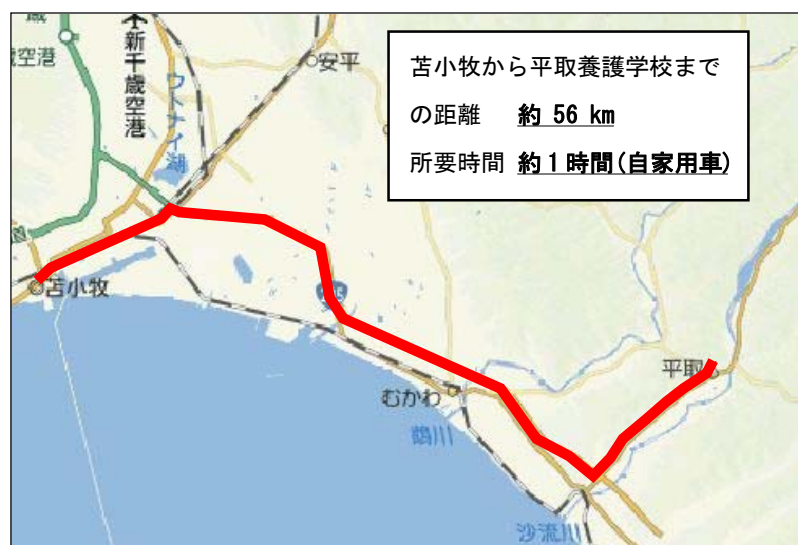 空港
新千歳空港
ウトナイ湖
安平
苫小牧から平取養護学校まで
の距離 約 56 km
所要時間 約1時間(自家用車)
苫小牧
むかわ
鵡川
平取
沙流川